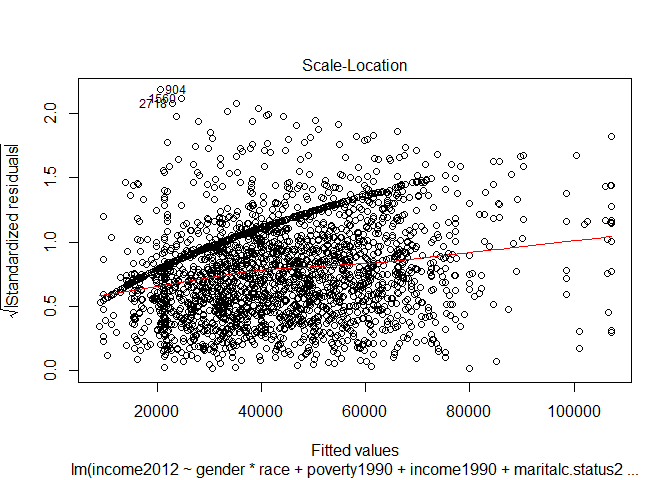 Scale-Location
904
1560
2718
√|Standardized residuals|
0.0 0.5 1.0 1.5 2.0
20000 40000 60000 80000 100000
Fitted values
lm(income2012 ~ gender * race + poverty1990 + income1990 + maritalc.status2 ...